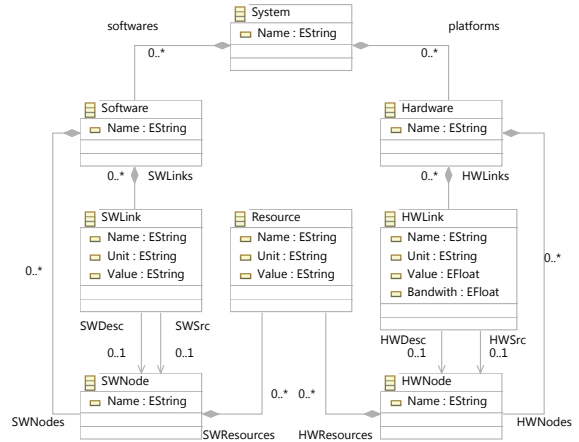 System
Name : EString
softwares
platforms
0..*
0..*
Software
Name : EString
Hardware
Name : EString
0..*
SWLinks
0..*
HWLinks
SWLink
Name : EString
Unit : EString
Value : EString
Resource
Name : EString
Unit : EString
Value : EString
HWLink
Name : EString
Unit : EString
Value : EFloat
Bandwith : EFloat
0..*
0..*
SWDesc
SWSrc
0..1
0..1
HWDesc
HWSrc
0..1
0..1
SWNode
Name : EString
HWNode
Name : EString
0..*
0..*
SWNodes
SWResources
HWResources
HWNodes